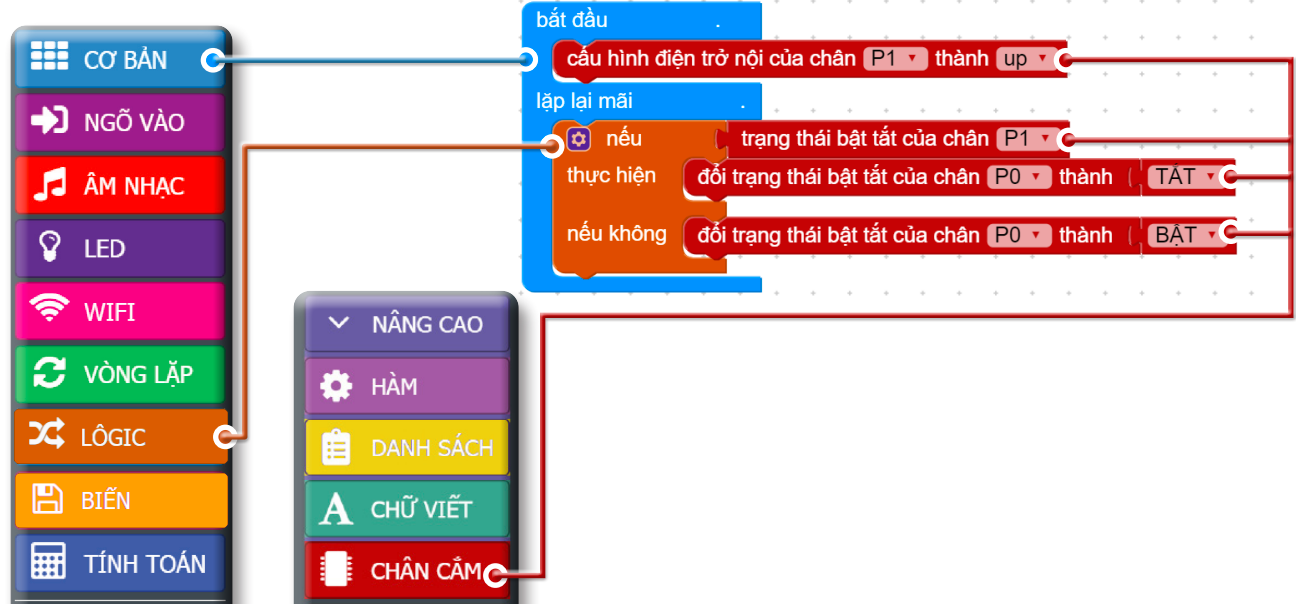 CƠ BẢN
NGÕ VÀO
ÂM NHẠC
LED
WIFI
VÒNG LẶP
LÔGIC
BIẾN
TÍNH TOÁN
NÂNG CAO
HÀM
DANH SÁCH
CHỮ VIẾT
CHÂN CẮM
bắt đầu .
cấu hình điện trở nội của chân P1 thành up
lặp lại mãi .
nếu trạng thái bật tắt của chân P1
thực hiện đổi trạng thái bật tắt của chân P0 thành TẮT
nếu không đổi trạng thái bật tắt của chân P0 thành BẬT